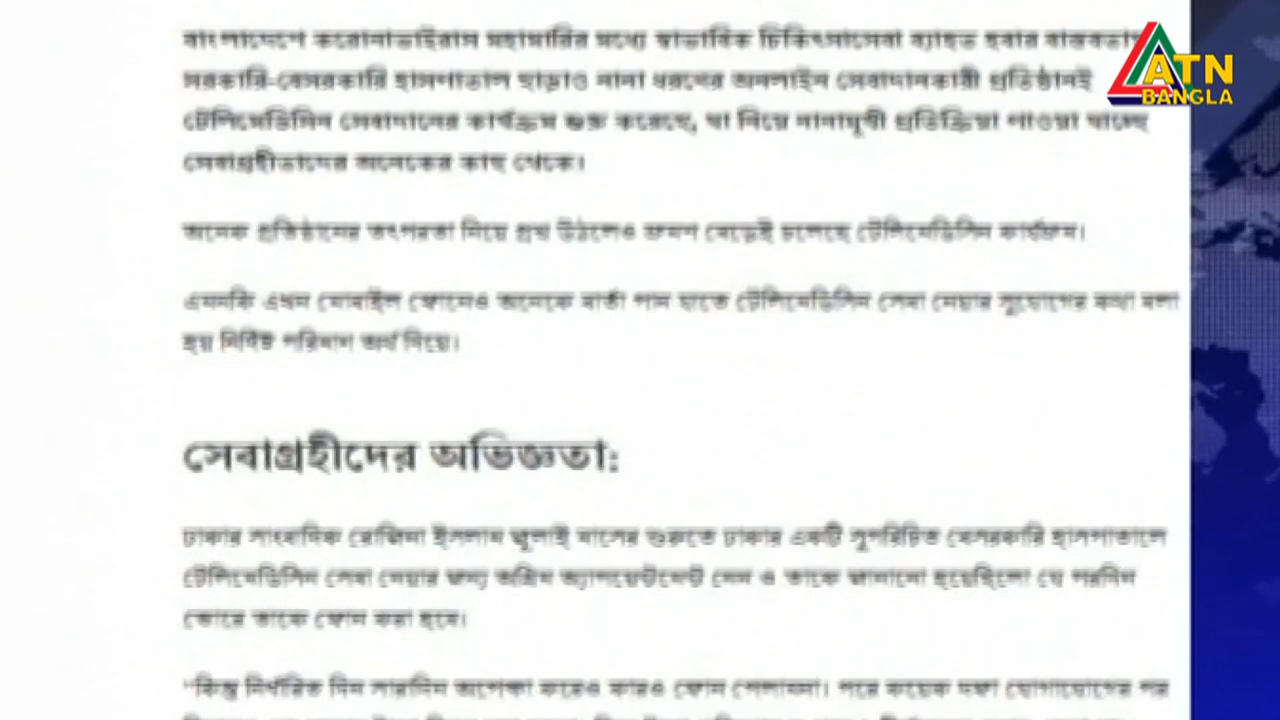 বাংলাদেশে করোনাভাইরাস মহামারির মধ্যে স্বাভাবিক চিকিৎসাসেবা ব্যাহত হবার বাস্তবতায়
সরকারি-বেসরকারি হাসপাতাল ছাড়াও নানা ধরনের অনলাইন সেবাদানকারী প্রতিষ্ঠানই
টেলিমেডিসিন সেবাদানের কার্যক্রম শুরু করেছে, যা নিয়ে নানামুখী প্রতিক্রিয়া পাওয়া যাচ্ছে
সেবাগ্রহীতাদের অনেকের কাছ থেকে।
অনেক প্রতিষ্ঠানের তৎপরতা নিয়ে প্রশ্ন উঠলেও ক্রমশ বেড়েই চলেছে টেলিমেডিসিন কার্যক্রম।
এমনকি এখন মোবাইল ফোনেও অনেকে বার্তা পান যাতে টেলিমেডিসিন সেবা নেয়ার সুযোগের কথা বলা
হয় নির্দিষ্ট পরিমাণ অর্থ দিয়ে।
সেবাগ্রহীদের অভিজ্ঞতা:
ঢাকার সাংবাদিক রোজিনা ইসলাম জুলাই মাসের শুরুতে ঢাকার একটি সুপরিচিত বেসরকারি হাসপাতালে
টেলিমেডিসিন সেবা নেয়ার জন্য অগ্রিম অ্যাপয়েন্টমেন্ট নেন ও তাকে জানানো হয়েছিলো যে পরদিন
ভোরে তাকে ফোন করা হবে।
"কিন্তু নির্ধারিত দিন সারাদিন অপেক্ষা করেও কারও ফোন পেলামনা। পরে কয়েক দফা যোগাযোগের পর
ATN
BANGLA